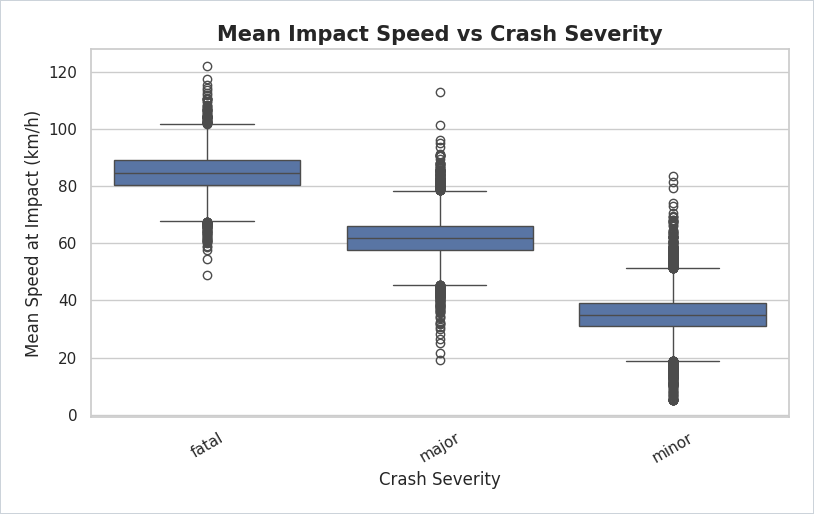 Mean Impact Speed vs Crash Severity
Mean Speed at Impact (km/h)
120
100
80
60
40
20
0
fatal
major
minor
Crash Severity